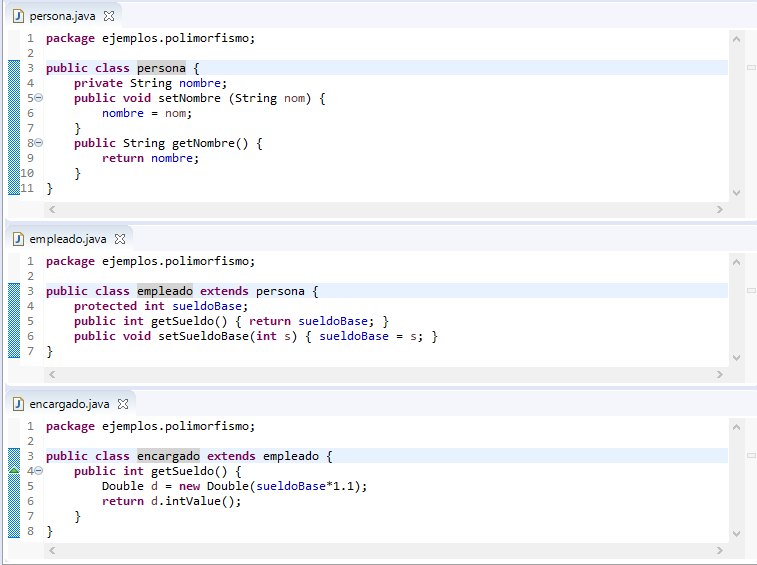 persona.java
1 package ejemplos.polimorfismo;
2
3 public class persona {
4     private String nombre;
5     public void setNombre (String nom) {
6         nombre = nom;
7     }
8     public String getNombre() {
9         return nombre;
10     }
11 }
empleado.java
1 package ejemplos.polimorfismo;
2
3 public class empleado extends persona {
4     protected int sueldoBase;
5     public int getSueldo() { return sueldoBase; }
6     public void setSueldoBase(int s) { sueldoBase = s; }
7 }
encargado.java
1 package ejemplos.polimorfismo;
2
3 public class encargado extends empleado {
4     public int getSueldo() {
5         Double d = new Double(sueldoBase*1.1);
6         return d.intValue();
7     }
8 }